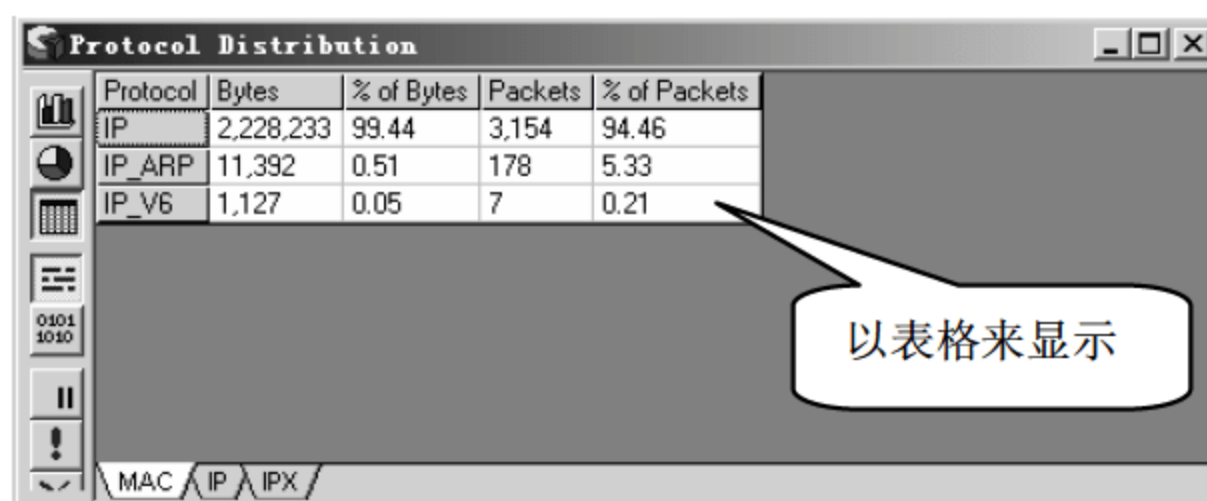 Protocol Distribution
Protocol Bytes % of Bytes Packets % of Packets
IP 2,228,233 99.44 3,154 94.46
IP_ARP 11,392 0.51 178 5.33
IP_V6 1,127 0.05 7 0.21
0101
1010
以表格来显示
MAC IP IPX